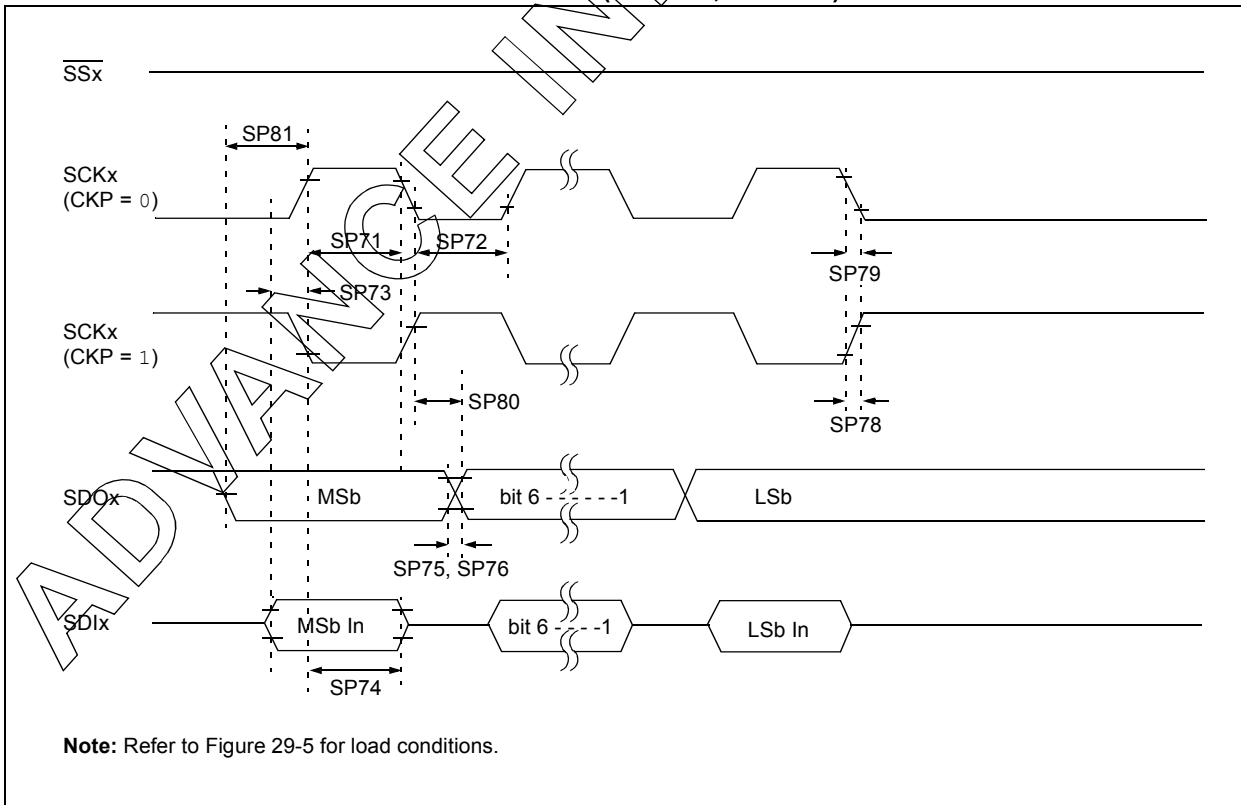 SSx
SP81
SCKx
(CKP = 0)
SP71
SP72
SP79
SP73
SCKx
(CKP = 1)
SP80
SP78
SDOx
MSb
bit 6 - - - - - -1
LSb
SP75, SP76
SDIx
MSb In
bit 6 - - - -1
LSb In
SP74
Note: Refer to Figure 29-5 for load conditions.
ADVANCE IN